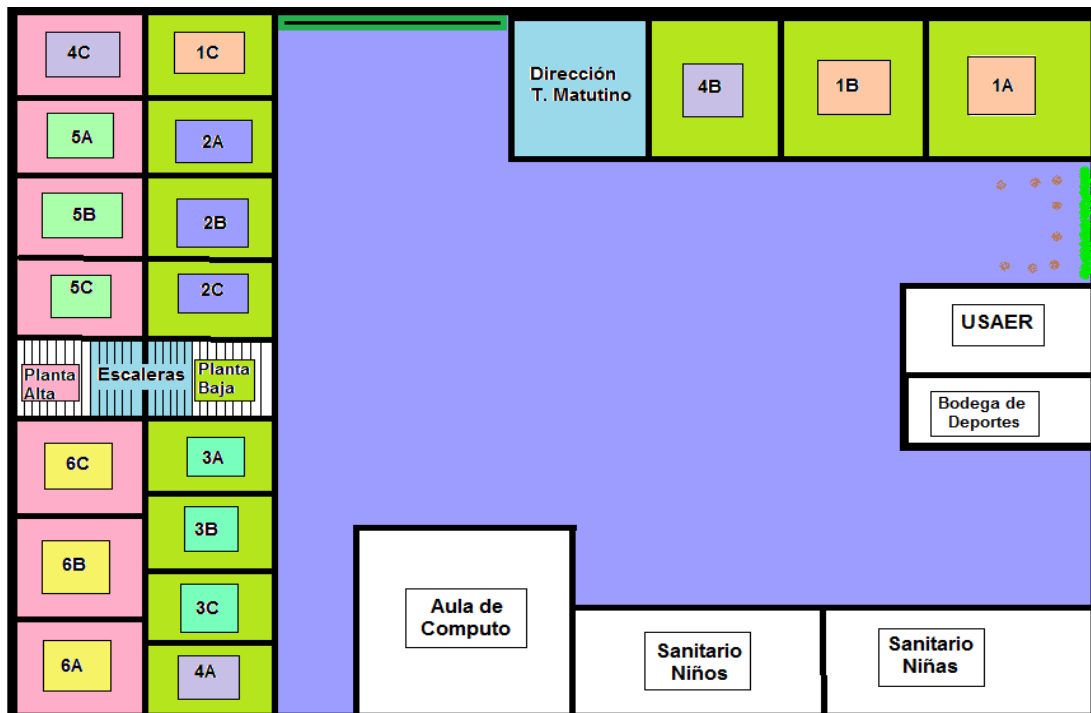 4C
1C
Dirección
T. Matutino
4B
1B
1A
5A
2A
5B
2B
5C
2C
USAER
Planta
Alta
Escaleras
Planta
Baja
Bodega de
Deportes
6C
3A
3B
6B
3C
Aula de
Computo
6A
4A
Sanitario
Niños
Sanitario
Niñas